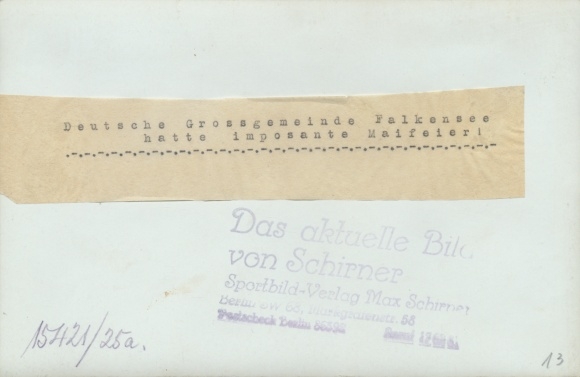 Deutsche Grossgemeinde Falkensee
hatte imposante Maifeier!
Das aktuelle Bild
von Schirner
Sportbild-Verlag Max Schirner
Berlin SW 68, Markgrafenstr.
Postscheck Berlin
15421/25a.
13